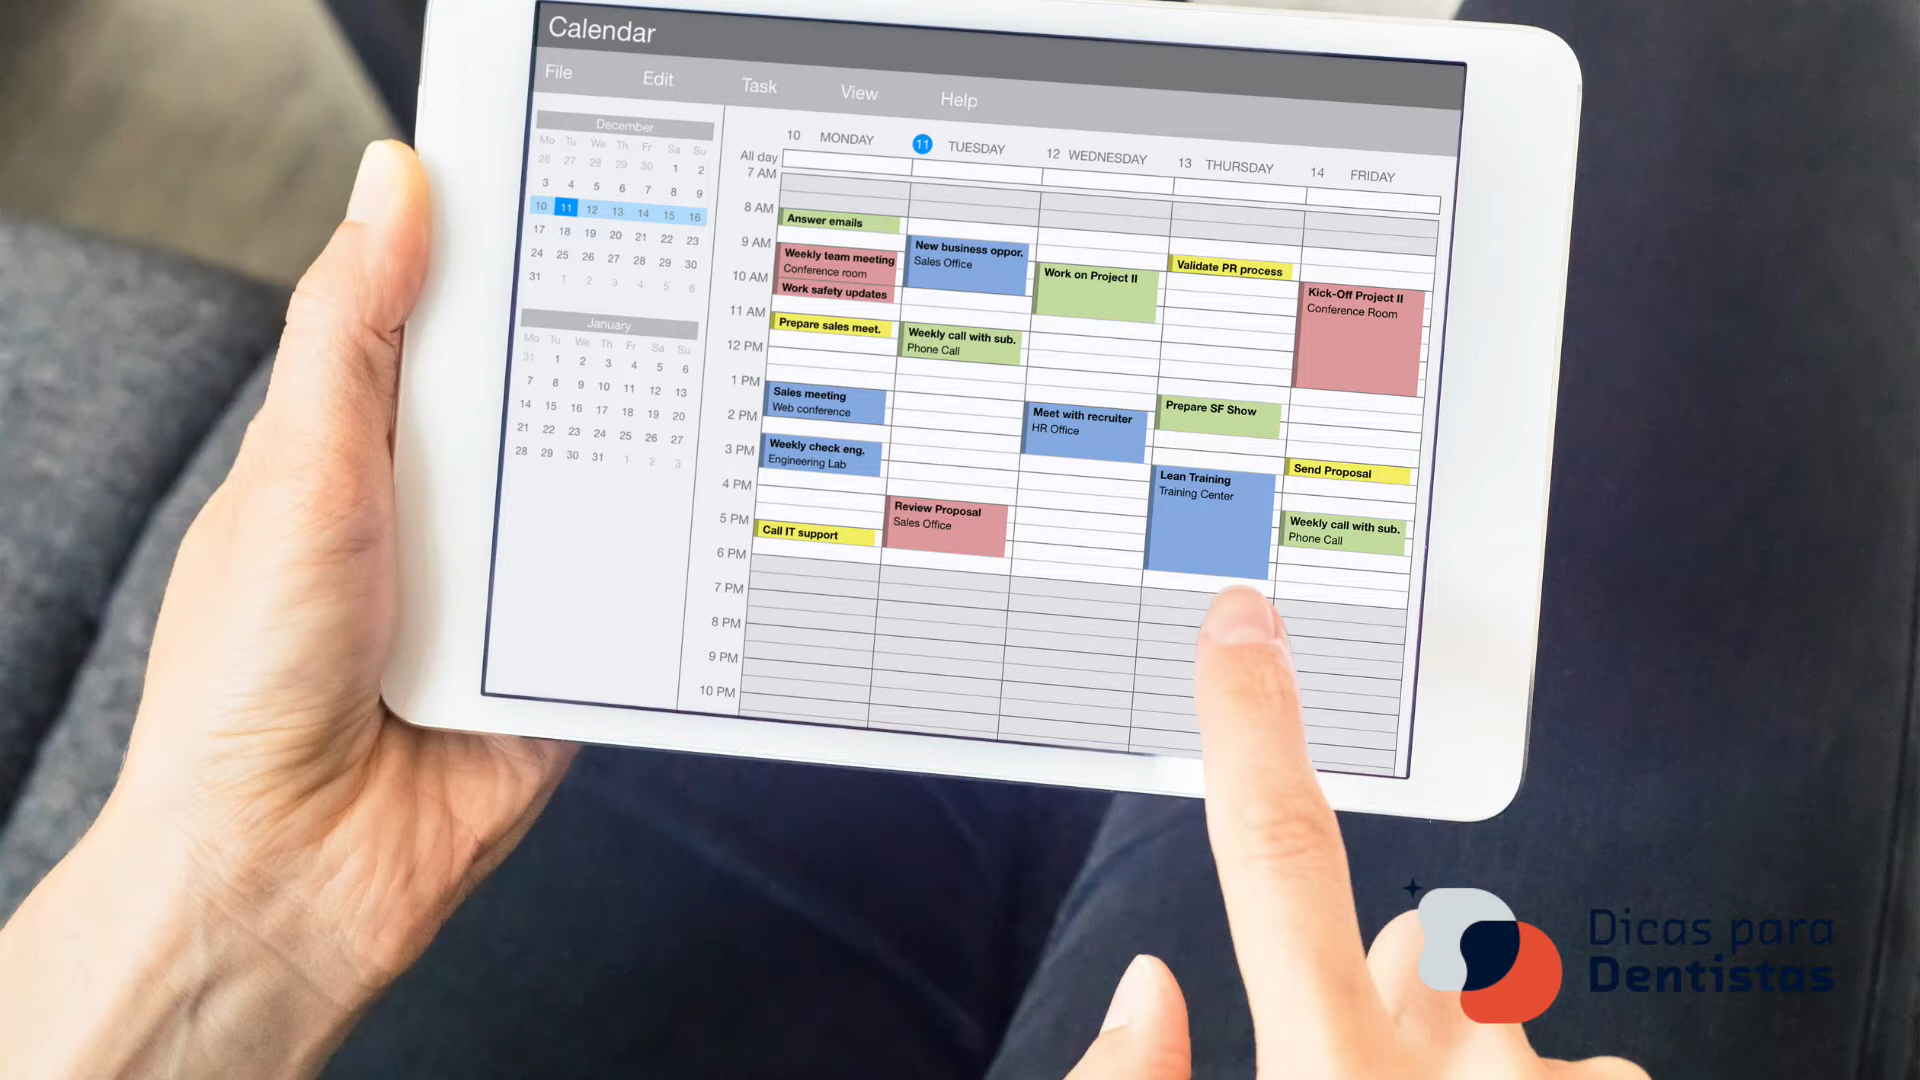 Calendar
File Edit Task View Help
December
Mo Tu We Th Fr Sa Su
26 27 28 29 30 1 2
3 4 5 6 7 8 9
10 11 12 13 14 15 16
17 18 19 20 21 22 23
24 25 26 27 28 29 30
31 1 2 3 4 5 6
January
Mo Tu We Th Fr Sa Su
31 1 2 3 4 5 6
7 8 9 10 11 12 13
14 15 16 17 18 19 20
21 22 23 24 25 26 27
28 29 30 31 1 2 3
10 MONDAY 11 TUESDAY 12 WEDNESDAY 13 THURSDAY 14 FRIDAY
All day
7 AM
8 AM
9 AM
10 AM
11 AM
12 PM
1 PM
2 PM
3 PM
4 PM
5 PM
6 PM
7 PM
8 PM
9 PM
10 PM
Answer emails
Weekly team meeting
Conference room
Work safety updates
Prepare sales meet.
Sales meeting
Web conference
Weekly check eng.
Engineering Lab
Call IT support
New business oppor.
Sales Office
Weekly call with sub.
Phone Call
Review Proposal
Sales Office
Work on Project II
Meet with recruiter
HR Office
Validate PR process
Prepare SF Show
Lean Training
Training Center
Kick-Off Project II
Conference Room
Send Proposal
Weekly call with sub.
Phone Call
Dicas para
Dentistas